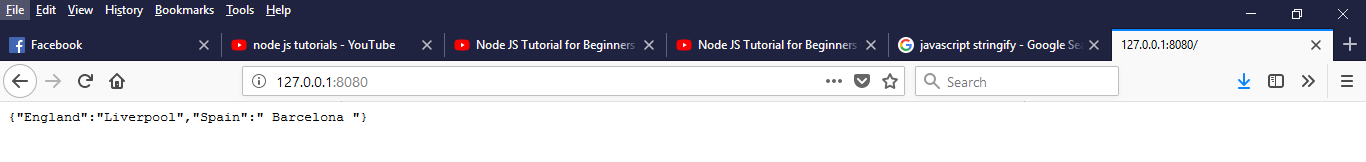 File Edit View History Bookmarks Tools Help
Facebook node js tutorials - YouTube Node JS Tutorial for Beginners Node JS Tutorial for Beginners javascript stringify - Google Sea 127.0.0.1:8080/
127.0.0.1:8080 Search
{"England":"Liverpool","Spain":" Barcelona "}